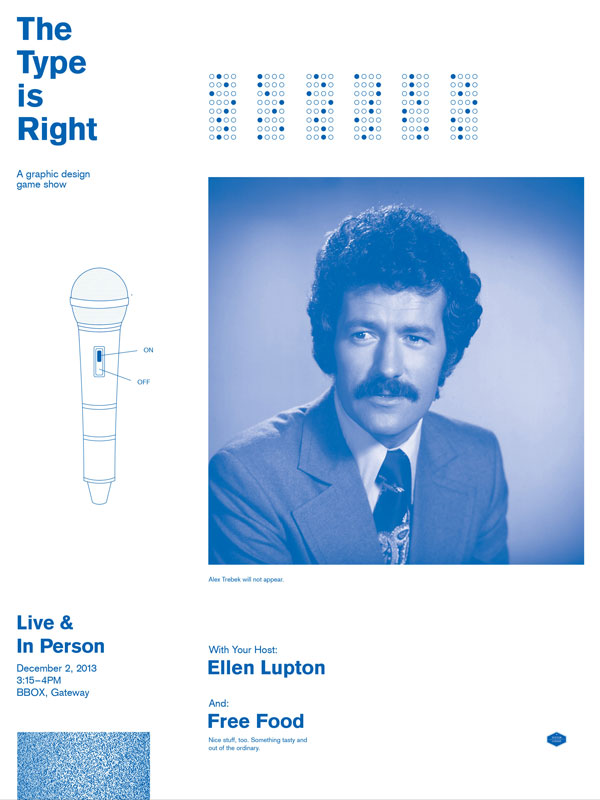 The
Type
is
Right
A graphic design
game show
ON
OFF
Alex Trebek will not appear.
Live &
In Person
December 2, 2013
3:15–4PM
BBOX, Gateway
With Your Host:
Ellen Lupton
And:
Free Food
Nice stuff, too. Something tasty and
out of the ordinary.